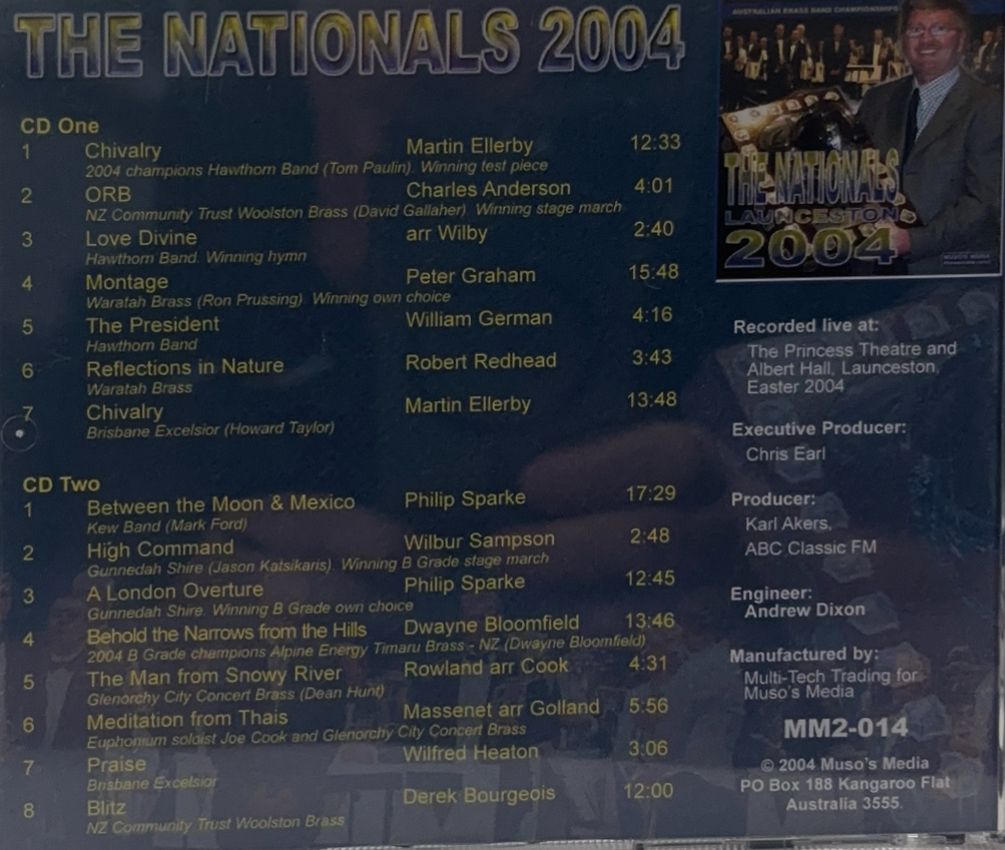 THE NATIONALS 2004
CD One
1 Chivalry Martin Ellerby 12:33
2004 champions Hawthorn Band (Tom Paulin). Winning test piece
2 ORB Charles Anderson 4:01
NZ Community Trust Woolston Brass (David Gallaher). Winning stage march
3 Love Divine arr Wilby 2:40
Hawthorn Band. Winning hymn
4 Montage Peter Graham 15:48
Waratah Brass (Ron Prussing). Winning own choice
5 The President William German 4:16
Hawthorn Band
6 Reflections in Nature Robert Redhead 3:43
Waratah Brass
7 Chivalry Martin Ellerby 13:48
Brisbane Excelsior (Howard Taylor)
CD Two
1 Between the Moon & Mexico Philip Sparke 17:29
Kew Band (Mark Ford)
2 High Command Wilbur Sampson 2:48
Gunnedah Shire (Jason Katsikaris). Winning B Grade stage march
3 A London Overture Philip Sparke 12:45
Gunnedah Shire. Winning B Grade own choice
4 Behold the Narrows from the Hills Dwayne Bloomfield 13:46
2004 B Grade champions Alpine Energy Timaru Brass - NZ (Dwayne Bloomfield)
5 The Man from Snowy River Rowland arr Cook 4:31
Glenorchy City Concert Brass (Dean Hunt)
6 Meditation from Thais Massenet arr Golland 5:56
Euphonium soloist Joe Cook and Glenorchy City Concert Brass
7 Praise Wilfred Heaton 3:06
Brisbane Excelsior
8 Blitz Derek Bourgeois 12:00
NZ Community Trust Woolston Brass
AUSTRALIAN BRASS BAND CHAMPIONSHIPS
THE NATIONALS
LAUNCESTON
2004
Recorded live at:
The Princess Theatre and
Albert Hall, Launceston,
Easter 2004
Executive Producer:
Chris Earl
Producer:
Karl Akers,
ABC Classic FM
Engineer:
Andrew Dixon
Manufactured by:
Multi-Tech Trading for
Muso's Media
MM2-014
© 2004 Muso's Media
PO Box 188 Kangaroo Flat
Australia 3555.